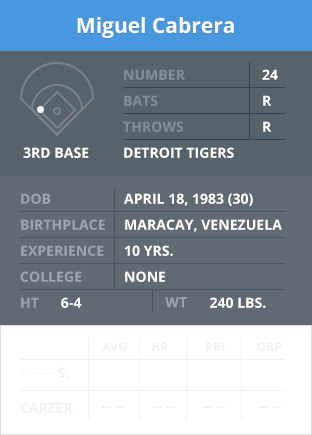 Miguel Cabrera
NUMBER 24
BATS R
THROWS R
3RD BASE DETROIT TIGERS
DOB APRIL 18, 1983 (30)
BIRTHPLACE MARACAY, VENEZUELA
EXPERIENCE 10 YRS.
COLLEGE NONE
HT 6-4 WT 240 LBS.
AVG HR RBI OBP
---- S.
CAREER -- -- -- --